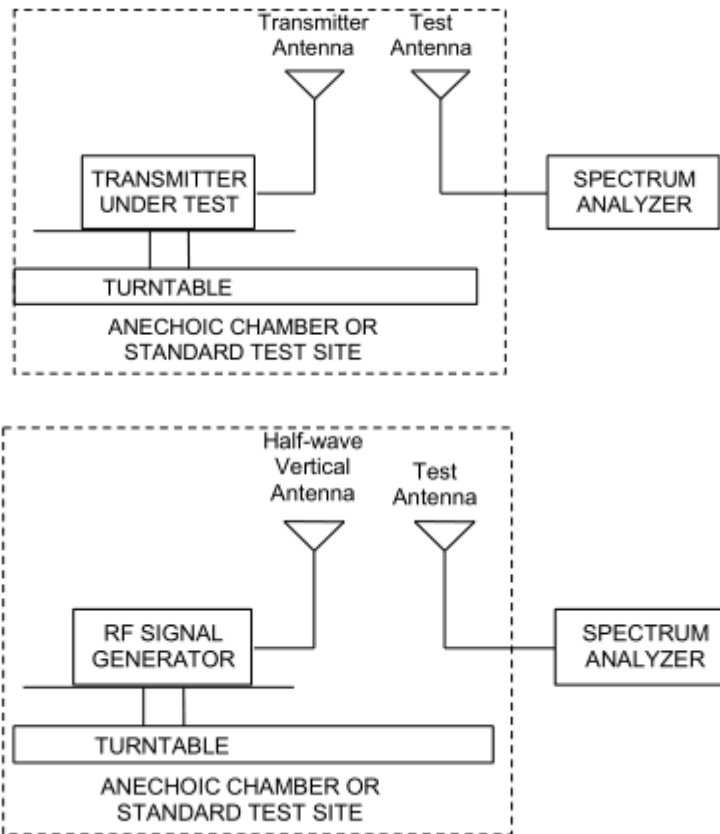 Transmitter
Antenna
Test
Antenna
TRANSMITTER
UNDER TEST
SPECTRUM
ANALYZER
TURNTABLE
ANECHOIC CHAMBER OR
STANDARD TEST SITE
Half-wave
Vertical
Antenna
Test
Antenna
RF SIGNAL
GENERATOR
SPECTRUM
ANALYZER
TURNTABLE
ANECHOIC CHAMBER OR
STANDARD TEST SITE